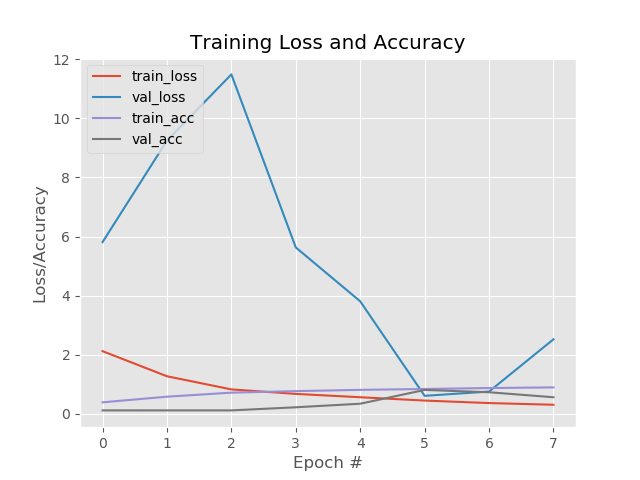 Training Loss and Accuracy
12
10
8
6
4
2
0
Loss/Accuracy
train_loss
val_loss
train_acc
val_acc
0 1 2 3 4 5 6 7
Epoch #